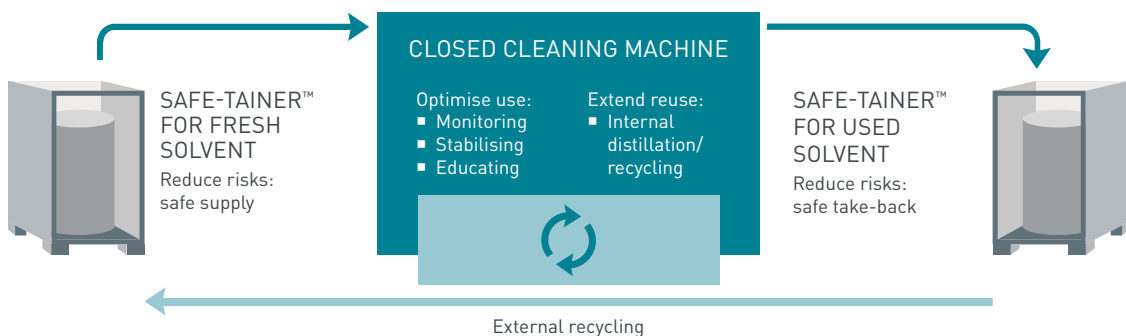 SAFE-TAINER™
FOR FRESH
SOLVENT
Reduce risks:
safe supply
CLOSED CLEANING MACHINE
Optimise use:
▪ Monitoring
▪ Stabilising
▪ Educating
Extend reuse:
▪ Internal
distillation/
recycling
SAFE-TAINER™
FOR USED
SOLVENT
Reduce risks:
safe take-back
External recycling